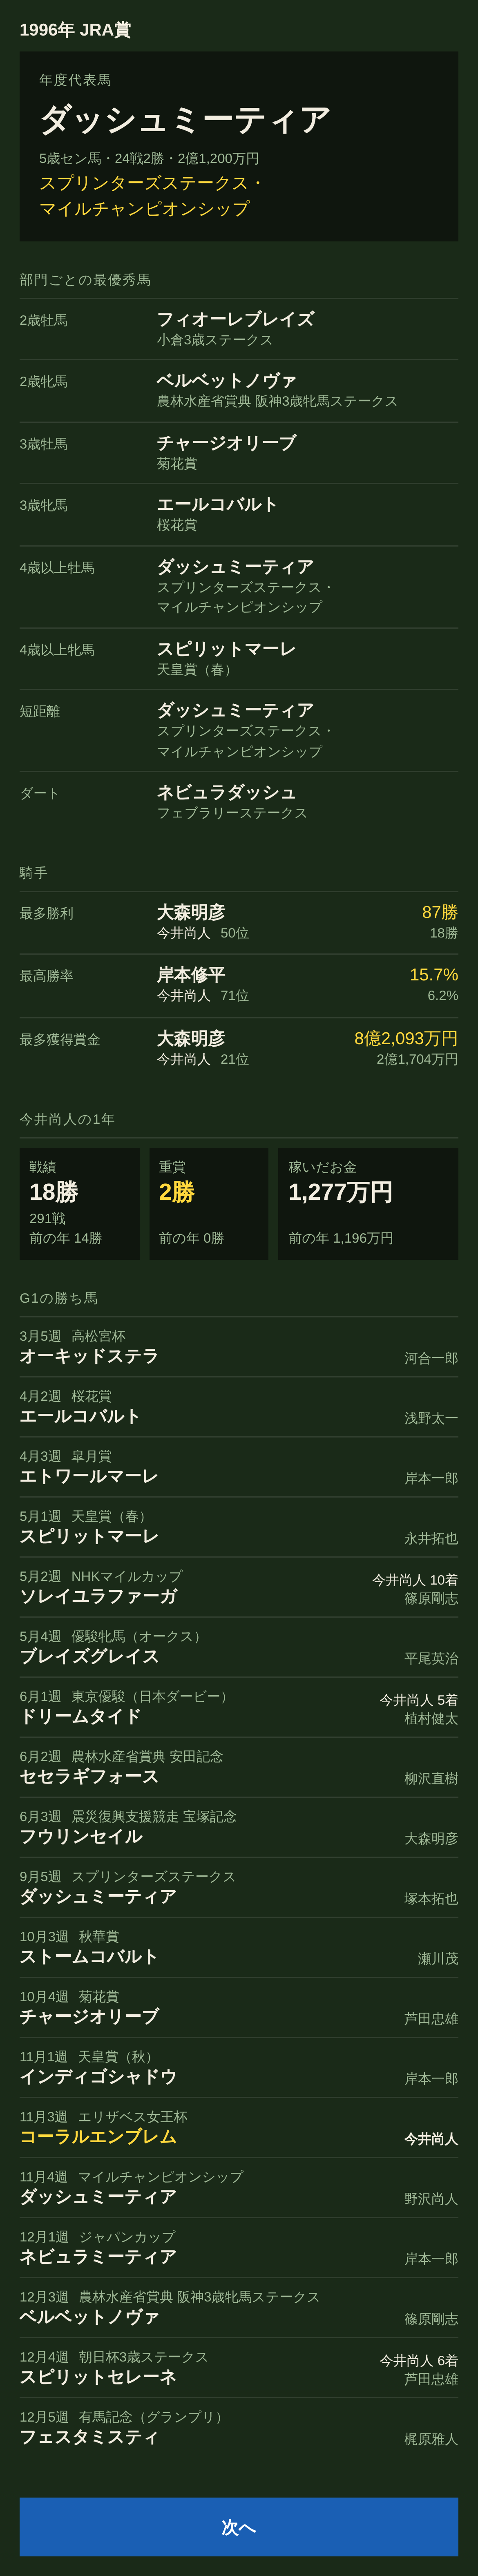 1996年 JRA賞
年度代表馬
ダッシュミーティア
5歳セン馬・24戦2勝・2億1,200万円
スプリンターズステークス・
マイルチャンピオンシップ
部門ごとの最優秀馬
2歳牡馬 フィオーレブレイズ
小倉3歳ステークス
2歳牝馬 ベルベットノヴァ
農林水産省賞典 阪神3歳牝馬ステークス
3歳牡馬 チャージオリーブ
菊花賞
3歳牝馬 エールコバルト
桜花賞
4歳以上牡馬 ダッシュミーティア
スプリンターズステークス・
マイルチャンピオンシップ
4歳以上牝馬 スピリットマーレ
天皇賞（春）
短距離 ダッシュミーティア
スプリンターズステークス・
マイルチャンピオンシップ
ダート ネビュラダッシュ
フェブラリーステークス
騎手
最多勝利 大森明彦 87勝
今井尚人 50位 18勝
最高勝率 岸本修平 15.7%
今井尚人 71位 6.2%
最多獲得賞金 大森明彦 8億2,093万円
今井尚人 21位 2億1,704万円
今井尚人の1年
戦績 重賞 稼いだお金
18勝 2勝 1,277万円
291戦
前の年 14勝 前の年 0勝 前の年 1,196万円
G1の勝ち馬
3月5週 高松宮杯
オーキッドステラ 河合一郎
4月2週 桜花賞
エールコバルト 浅野太一
4月3週 皐月賞
エトワールマーレ 岸本一郎
5月1週 天皇賞（春）
スピリットマーレ 永井拓也
5月2週 NHKマイルカップ 今井尚人 10着
ソレイユラファーガ 篠原剛志
5月4週 優駿牝馬（オークス）
ブレイズグレイス 平尾英治
6月1週 東京優駿（日本ダービー） 今井尚人 5着
ドリームタイド 植村健太
6月2週 農林水産省賞典 安田記念
セセラギフォース 柳沢直樹
6月3週 震災復興支援競走 宝塚記念
フウリンセイル 大森明彦
9月5週 スプリンターズステークス
ダッシュミーティア 塚本拓也
10月3週 秋華賞
ストームコバルト 瀬川茂
10月4週 菊花賞
チャージオリーブ 芦田忠雄
11月1週 天皇賞（秋）
インディゴシャドウ 岸本一郎
11月3週 エリザベス女王杯
コーラルエンブレム 今井尚人
11月4週 マイルチャンピオンシップ
ダッシュミーティア 野沢尚人
12月1週 ジャパンカップ
ネビュラミーティア 岸本一郎
12月3週 農林水産省賞典 阪神3歳牝馬ステークス
ベルベットノヴァ 篠原剛志
12月4週 朝日杯3歳ステークス 今井尚人 6着
スピリットセレーネ 芦田忠雄
12月5週 有馬記念（グランプリ）
フェスタミスティ 梶原雅人
次へ